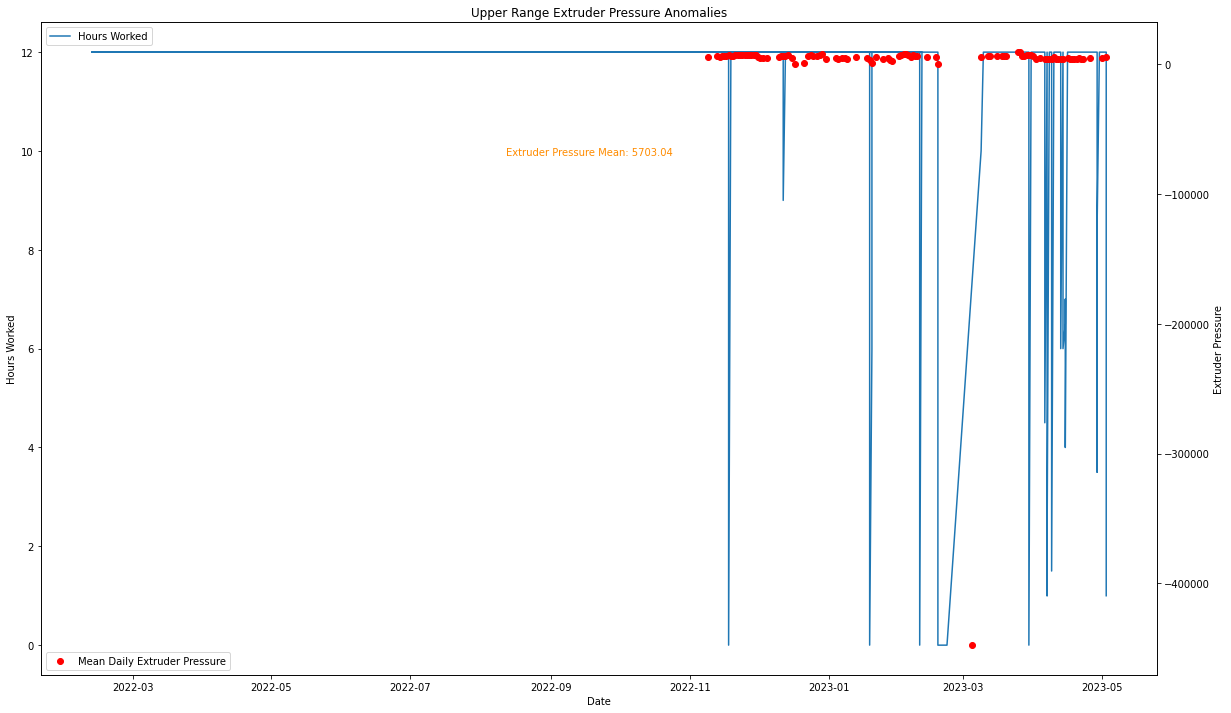 Upper Range Extruder Pressure Anomalies
Hours Worked
12
10
8
6
4
2
0
Hours Worked
Extruder Pressure Mean: 5703.04
0
−100000
−200000
−300000
−400000
Extruder Pressure
Mean Daily Extruder Pressure
2022-03
2022-05
2022-07
2022-09
2022-11
2023-01
2023-03
2023-05
Date